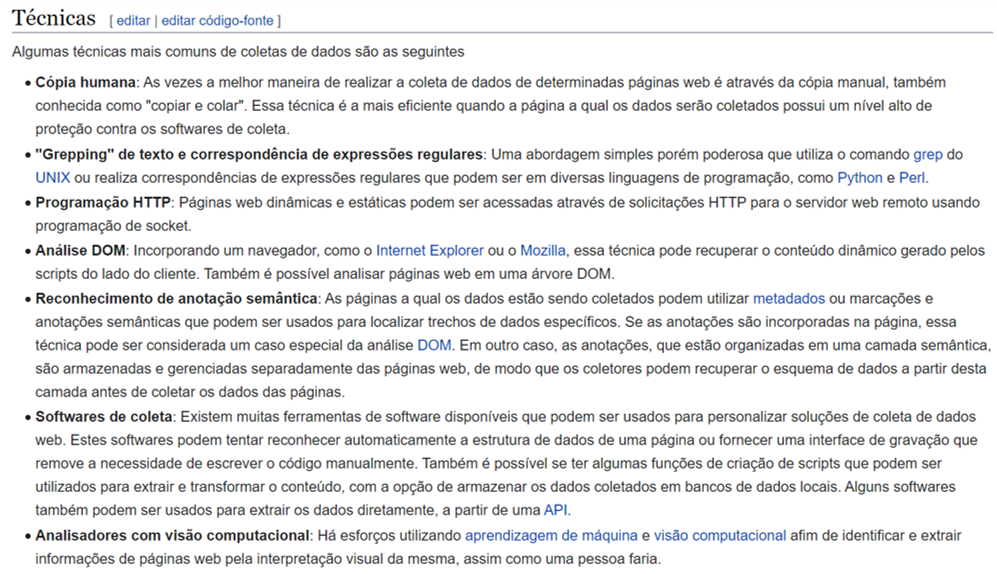 Técnicas [ editar | editar código-fonte ]
Algumas técnicas mais comuns de coletas de dados são as seguintes
• Cópia humana: As vezes a melhor maneira de realizar a coleta de dados de determinadas páginas web é através da cópia manual, também
conhecida como "copiar e colar". Essa técnica é a mais eficiente quando a página a qual os dados serão coletados possui um nível alto de
proteção contra os softwares de coleta.
• "Grepping" de texto e correspondência de expressões regulares: Uma abordagem simples porém poderosa que utiliza o comando grep do
UNIX ou realiza correspondências de expressões regulares que podem ser em diversas linguagens de programação, como Python e Perl.
• Programação HTTP: Páginas web dinâmicas e estáticas podem ser acessadas através de solicitações HTTP para o servidor web remoto usando
programação de socket.
• Análise DOM: Incorporando um navegador, como o Internet Explorer ou o Mozilla, essa técnica pode recuperar o conteúdo dinâmico gerado pelos
scripts do lado do cliente. Também é possível analisar páginas web em uma árvore DOM.
• Reconhecimento de anotação semântica: As páginas a qual os dados estão sendo coletados podem utilizar metadados ou marcações e
anotações semânticas que podem ser usados para localizar trechos de dados específicos. Se as anotações são incorporadas na página, essa
técnica pode ser considerada um caso especial da análise DOM. Em outro caso, as anotações, que estão organizadas em uma camada semântica,
são armazenadas e gerenciadas separadamente das páginas web, de modo que os coletores podem recuperar o esquema de dados a partir desta
camada antes de coletar os dados das páginas.
• Softwares de coleta: Existem muitas ferramentas de software disponíveis que podem ser usados para personalizar soluções de coleta de dados
web. Estes softwares podem tentar reconhecer automaticamente a estrutura de dados de uma página ou fornecer uma interface de gravação que
remove a necessidade de escrever o código manualmente. Também é possível se ter algumas funções de criação de scripts que podem ser
utilizados para extrair e transformar o conteúdo, com a opção de armazenar os dados coletados em bancos de dados locais. Alguns softwares
também podem ser usados para extrair os dados diretamente, a partir de uma API.
• Analisadores com visão computacional: Há esforços utilizando aprendizagem de máquina e visão computacional afim de identificar e extrair
informações de páginas web pela interpretação visual da mesma, assim como uma pessoa faria.